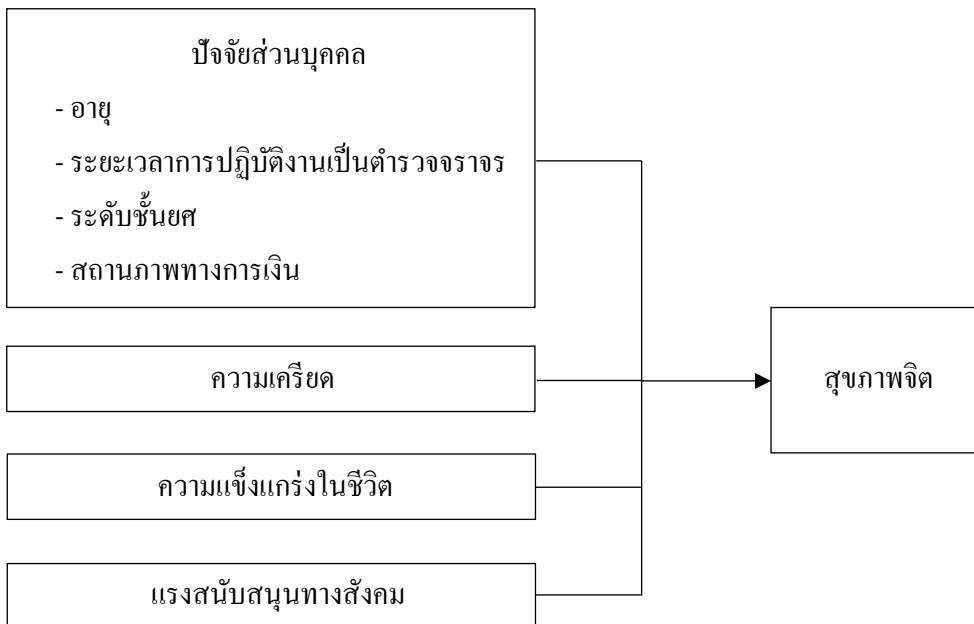 ปัจจัยส่วนบุคคล
- อายุ
- ระยะเวลาการปฏิบัติงานเป็นตำรวจจราจร
- ระดับชั้นยศ
- สถานภาพทางการเงิน
ความเครียด
สุขภาพจิต
ความแข็งแกร่งในชีวิต
แรงสนับสนุนทางสังคม